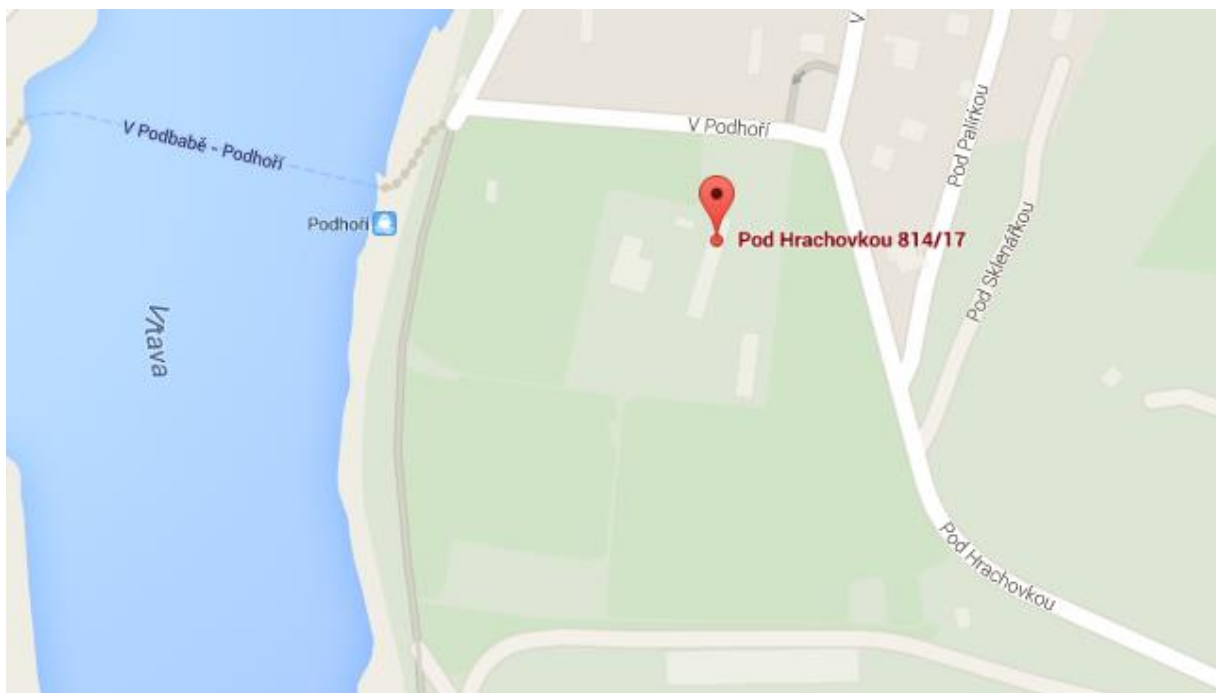 V
V Podhoří
V Podbabě - Podhoří
Pod Palírkou
Podhoří
Pod Hrachovkou 814/17
Pod Sklenářkou
Vltava
Pod Hrachovkou